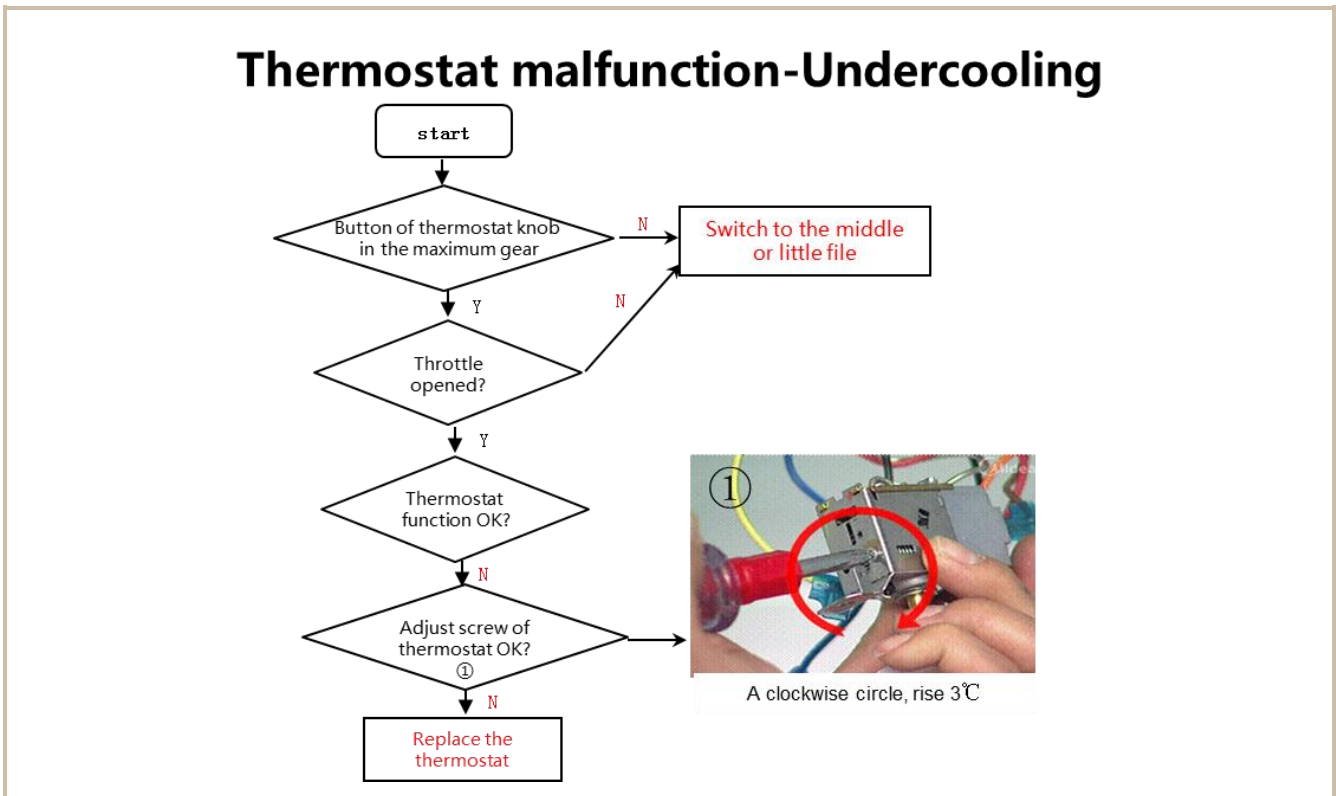 Thermostat malfunction-Undercooling
start
Button of thermostat knob
in the maximum gear
N
Switch to the middle
or little file
Y
N
Throttle
opened?
Y
Thermostat
function OK?
N
Adjust screw of
thermostat OK?
①
①
A clockwise circle, rise 3℃
N
Replace the
thermostat